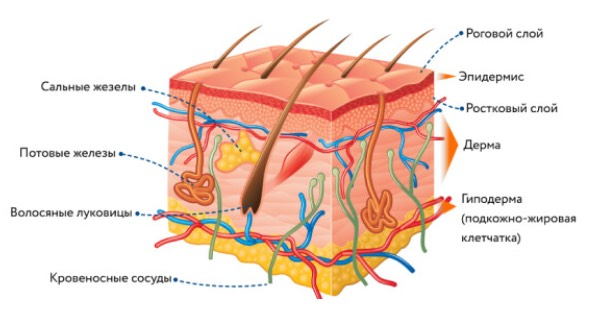 Роговой слой
Эпидермис
Сальные жезелы
Ростковый слой
Дерма
Потовые железы
Волосяные луковицы
Гиподерма
(подкожно-жировая
клетчатка)
Кровеносные сосуды